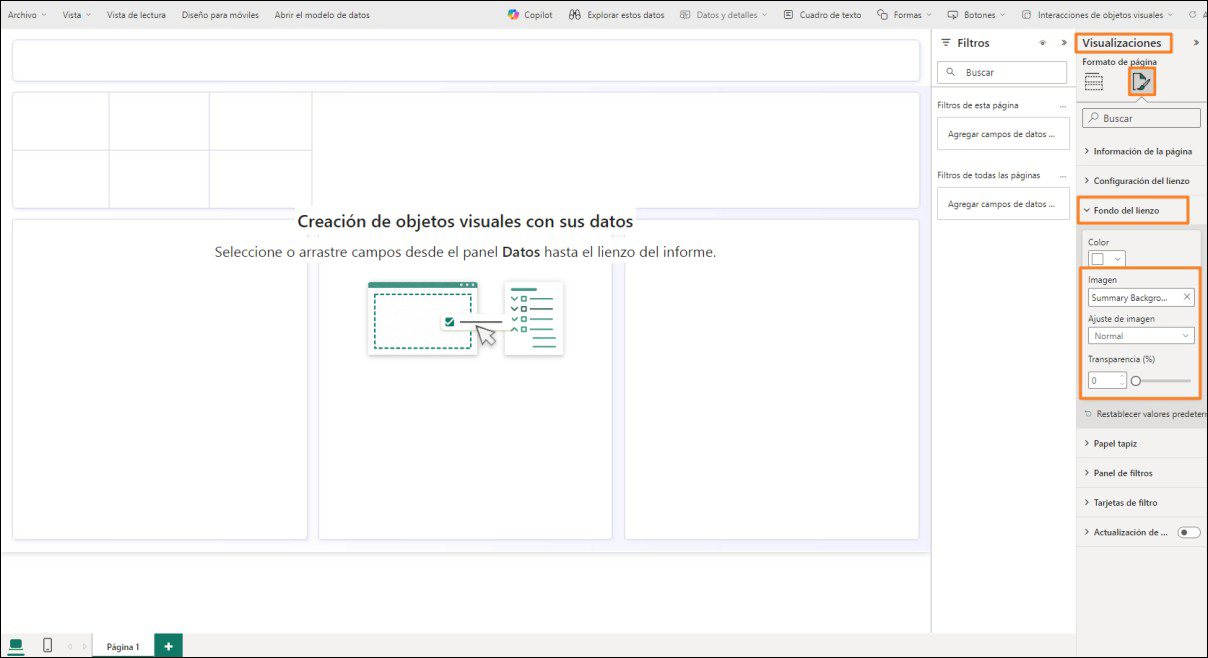 Archivo
Vista
Vista de lectura
Diseño para móviles
Abrir el modelo de datos
Copilot
Explorar estos datos
Datos y detalles
Cuadro de texto
Formas
Botones
Interacciones de objetos visuales
Creación de objetos visuales con sus datos
Seleccione o arrastre campos desde el panel Datos hasta el lienzo del informe.
Filtros
Buscar
Filtros de esta página
...
Agregar campos de datos ...
Filtros de todas las páginas
...
Agregar campos de datos ...
Visualizaciones
Formato de página
Buscar
Información de la página
Configuración del lienzo
Fondo del lienzo
Color
Imagen
Summary Backgro...
Ajuste de imagen
Normal
Transparencia (%)
0
Restablecer valores predeterm
Papel tapiz
Panel de filtros
Tarjetas de filtro
Actualización de ...
Página 1